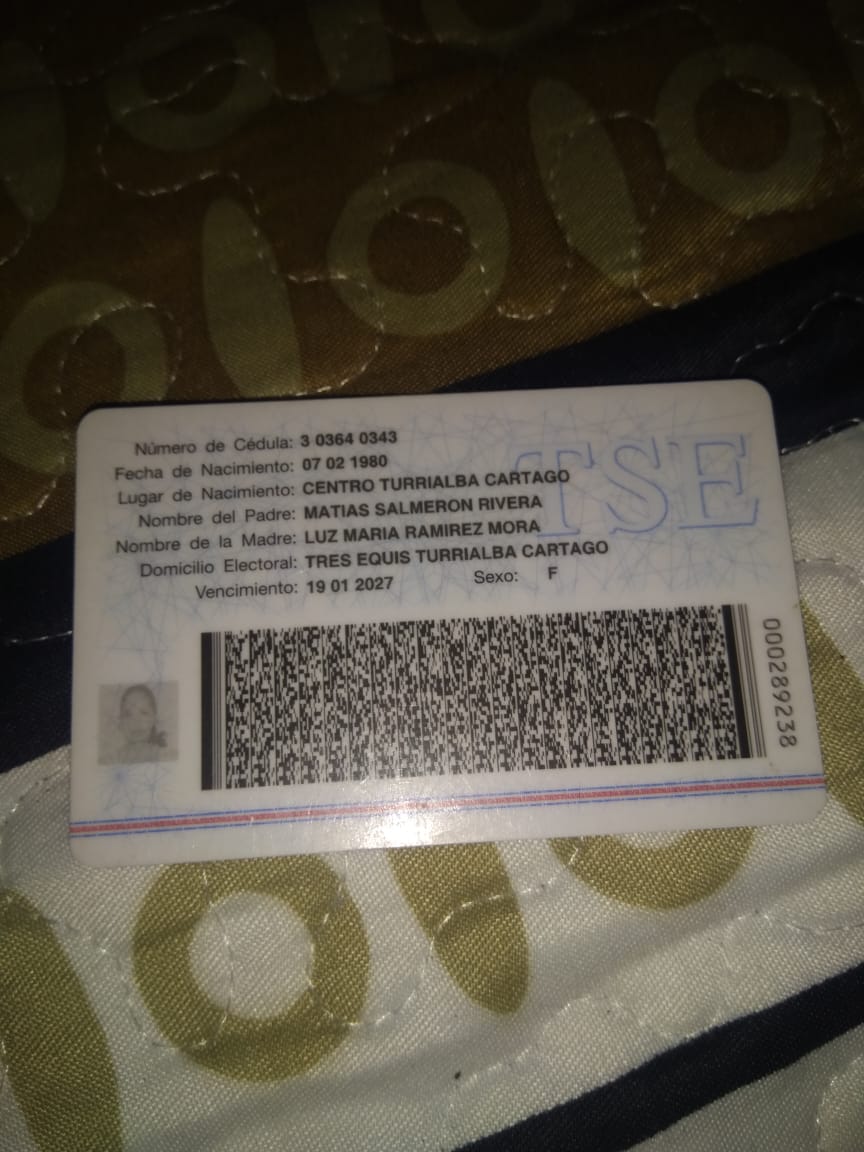 Número de Cédula: 3 0364 0343
Fecha de Nacimiento: 07 02 1980
Lugar de Nacimiento: CENTRO TURRIALBA CARTAGO
Nombre del Padre: MATIAS SALMERON RIVERA
Nombre de la Madre: LUZ MARIA RAMIREZ MORA
Domicilio Electoral: TRES EQUIS TURRIALBA CARTAGO
Vencimiento: 19 01 2027 Sexo: F
TSE
000289238